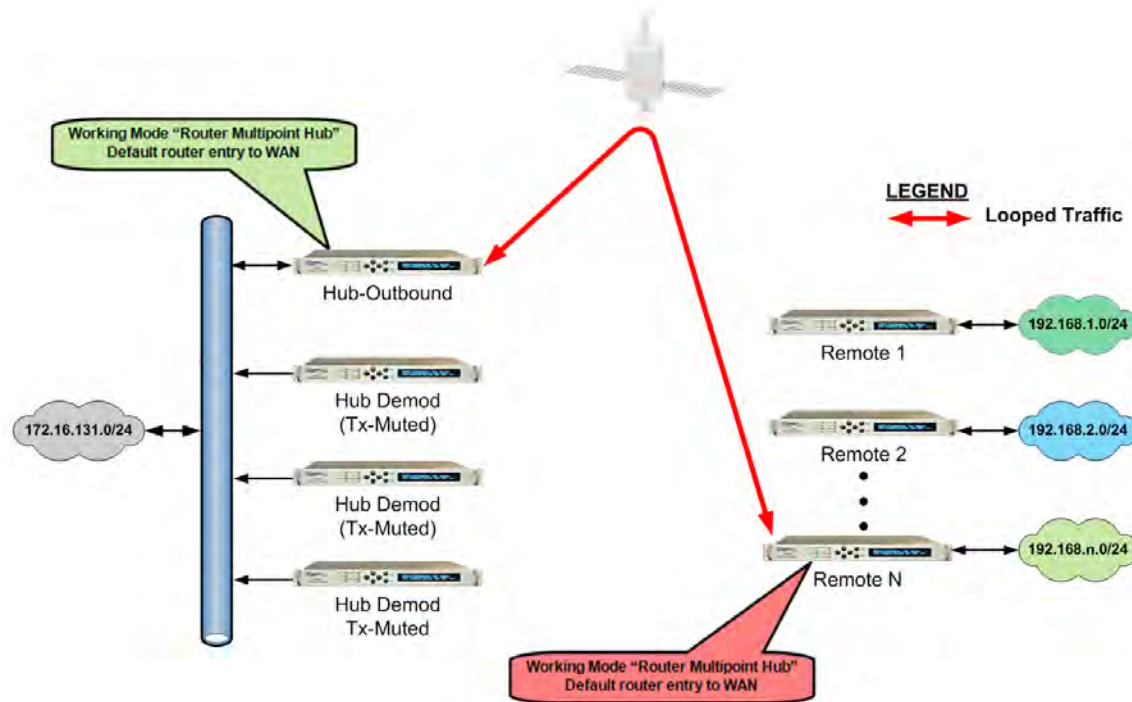 Working Mode “Router Multipoint Hub”
Default router entry to WAN
LEGEND
Looped Traffic
Hub-Outbound
Remote 1
192.168.1.0/24
Hub Demod
(Tx-Muted)
172.16.131.0/24
Remote 2
192.168.2.0/24
Hub Demod
(Tx-Muted)
Remote N
192.168.n.0/24
Hub Demod
Tx-Muted
Working Mode “Router Multipoint Hub”
Default router entry to WAN